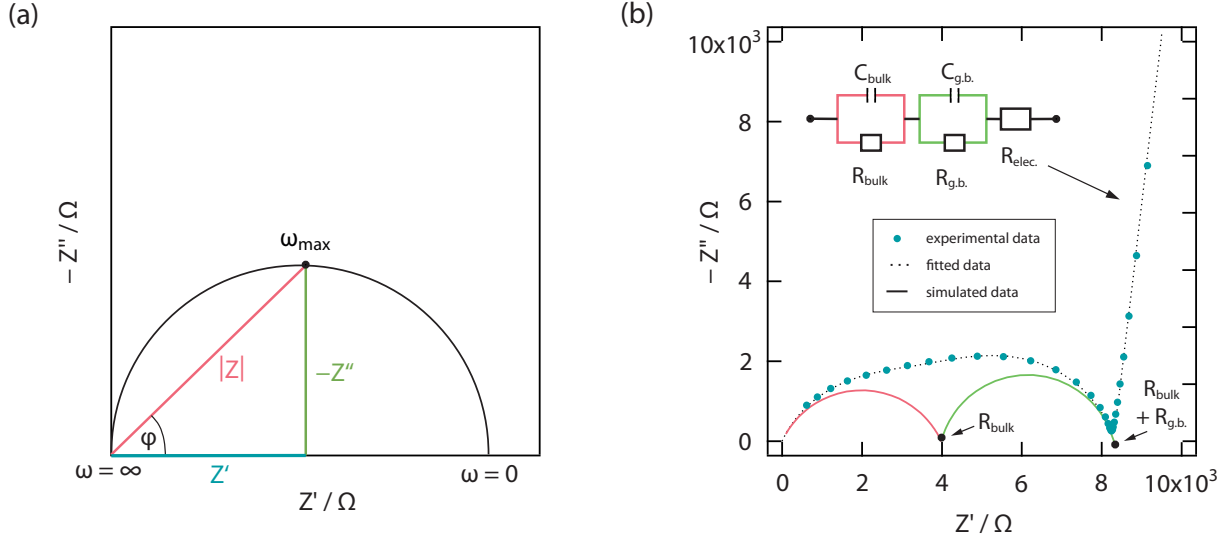 (a)
– Z'' / Ω
ω_max
|Z|
–Z“
φ
ω = ∞
Z‘
ω = 0
Z' / Ω
(b)
10x10³
8
6
4
2
0
– Z'' / Ω
C_bulk
C_g.b.
R_bulk
R_g.b.
R_elec.
experimental data
fitted data
simulated data
R_bulk
R_bulk
+ R_g.b.
0
2
4
6
8
10x10³
Z' / Ω